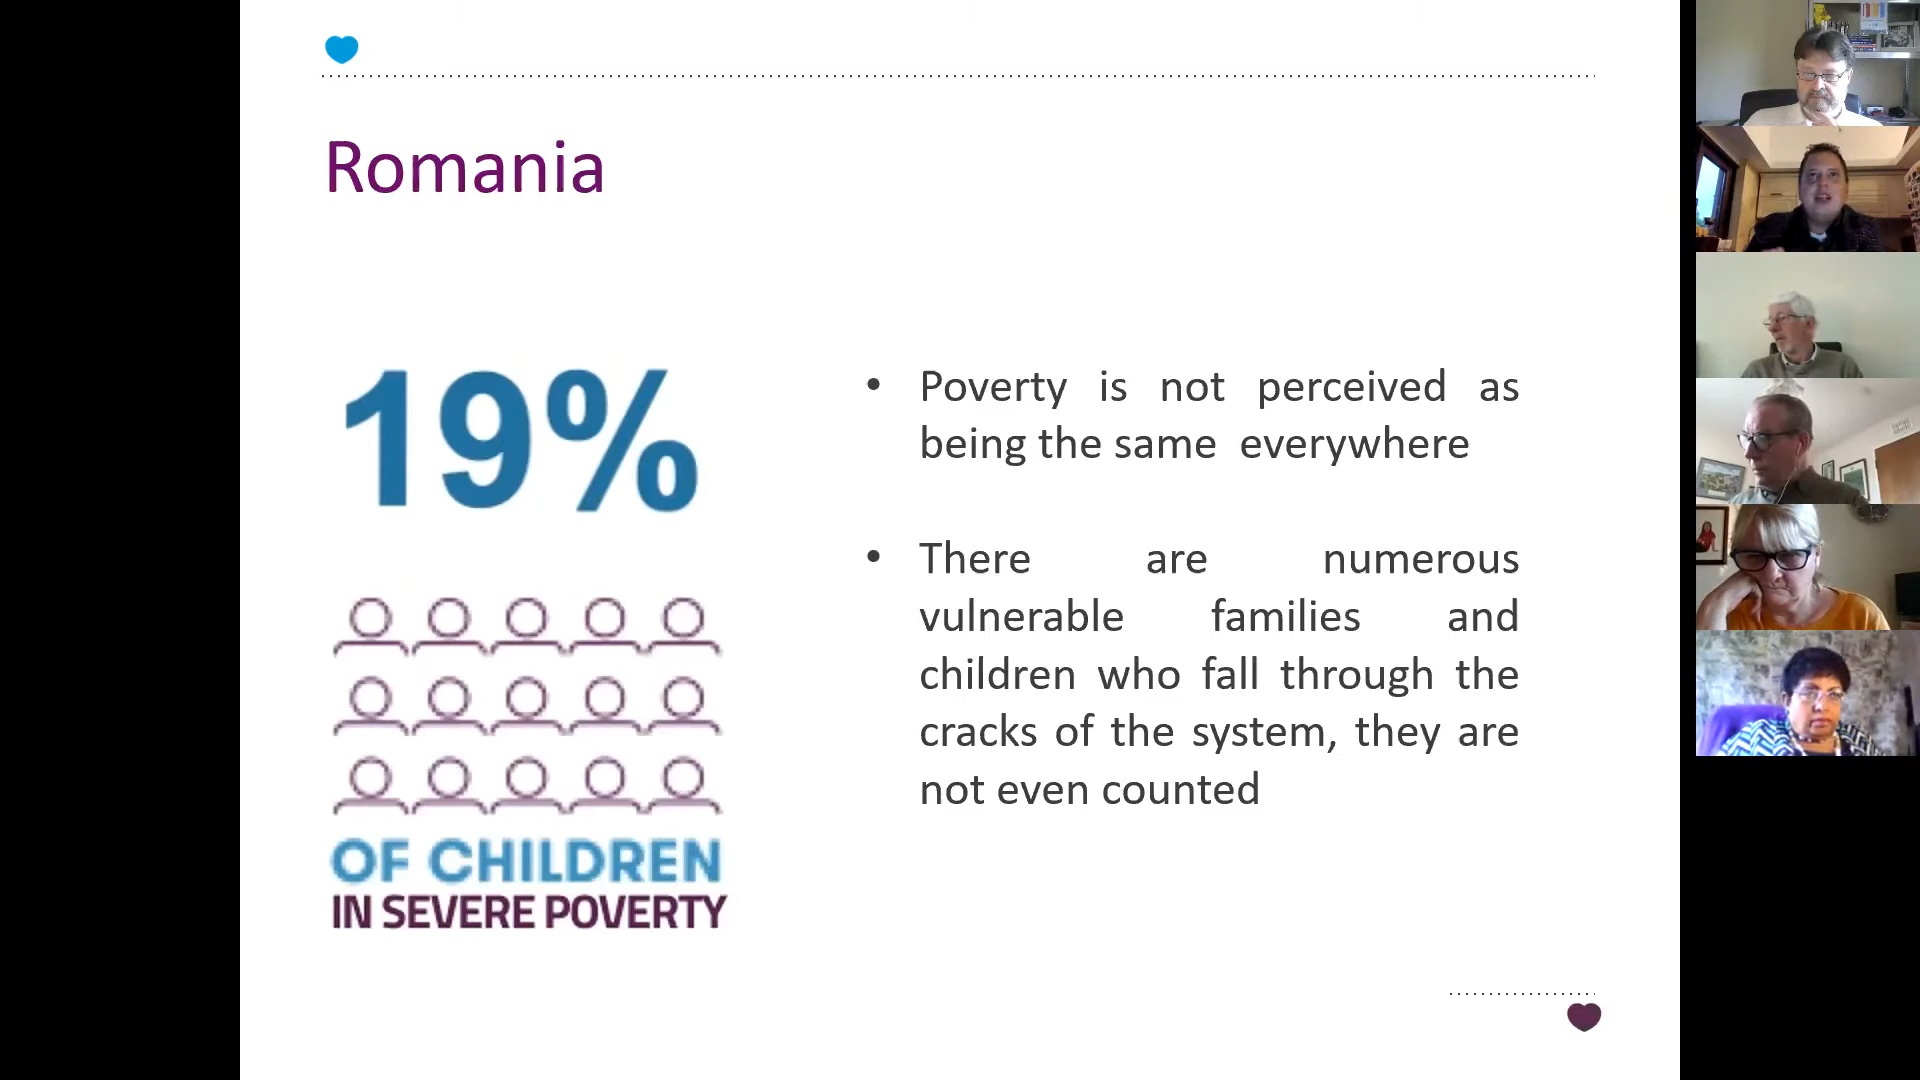 Romania
19%
OF CHILDREN
IN SEVERE POVERTY
• Poverty is not perceived as
being the same everywhere
• There are numerous
vulnerable families and
children who fall through the
cracks of the system, they are
not even counted